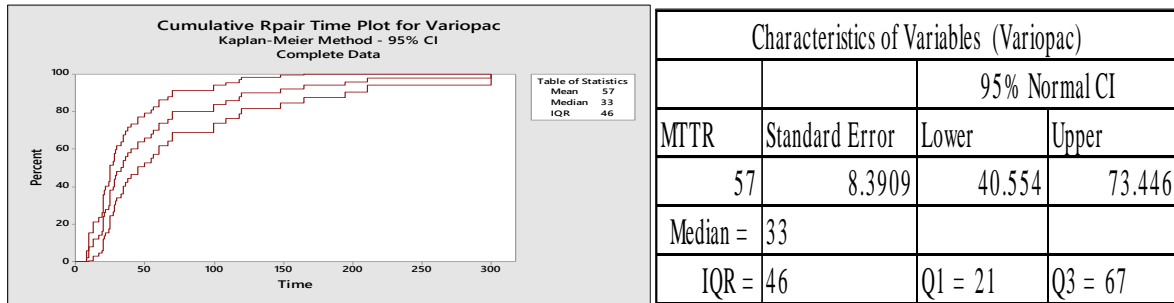 Cumulative Rpair Time Plot for Variopac
Kaplan-Meier Method - 95% CI
Complete Data
100
80
60
40
20
0
Percent
0 50 100 150 200 250 300
Time
Table of Statistics
Mean 57
Median 33
IQR 46
Characteristics of Variables (Variopac)
95% Normal CI
MTTR Standard Error Lower Upper
57 8.3909 40.554 73.446
Median = 33
IQR = 46 Q1 = 21 Q3 = 67